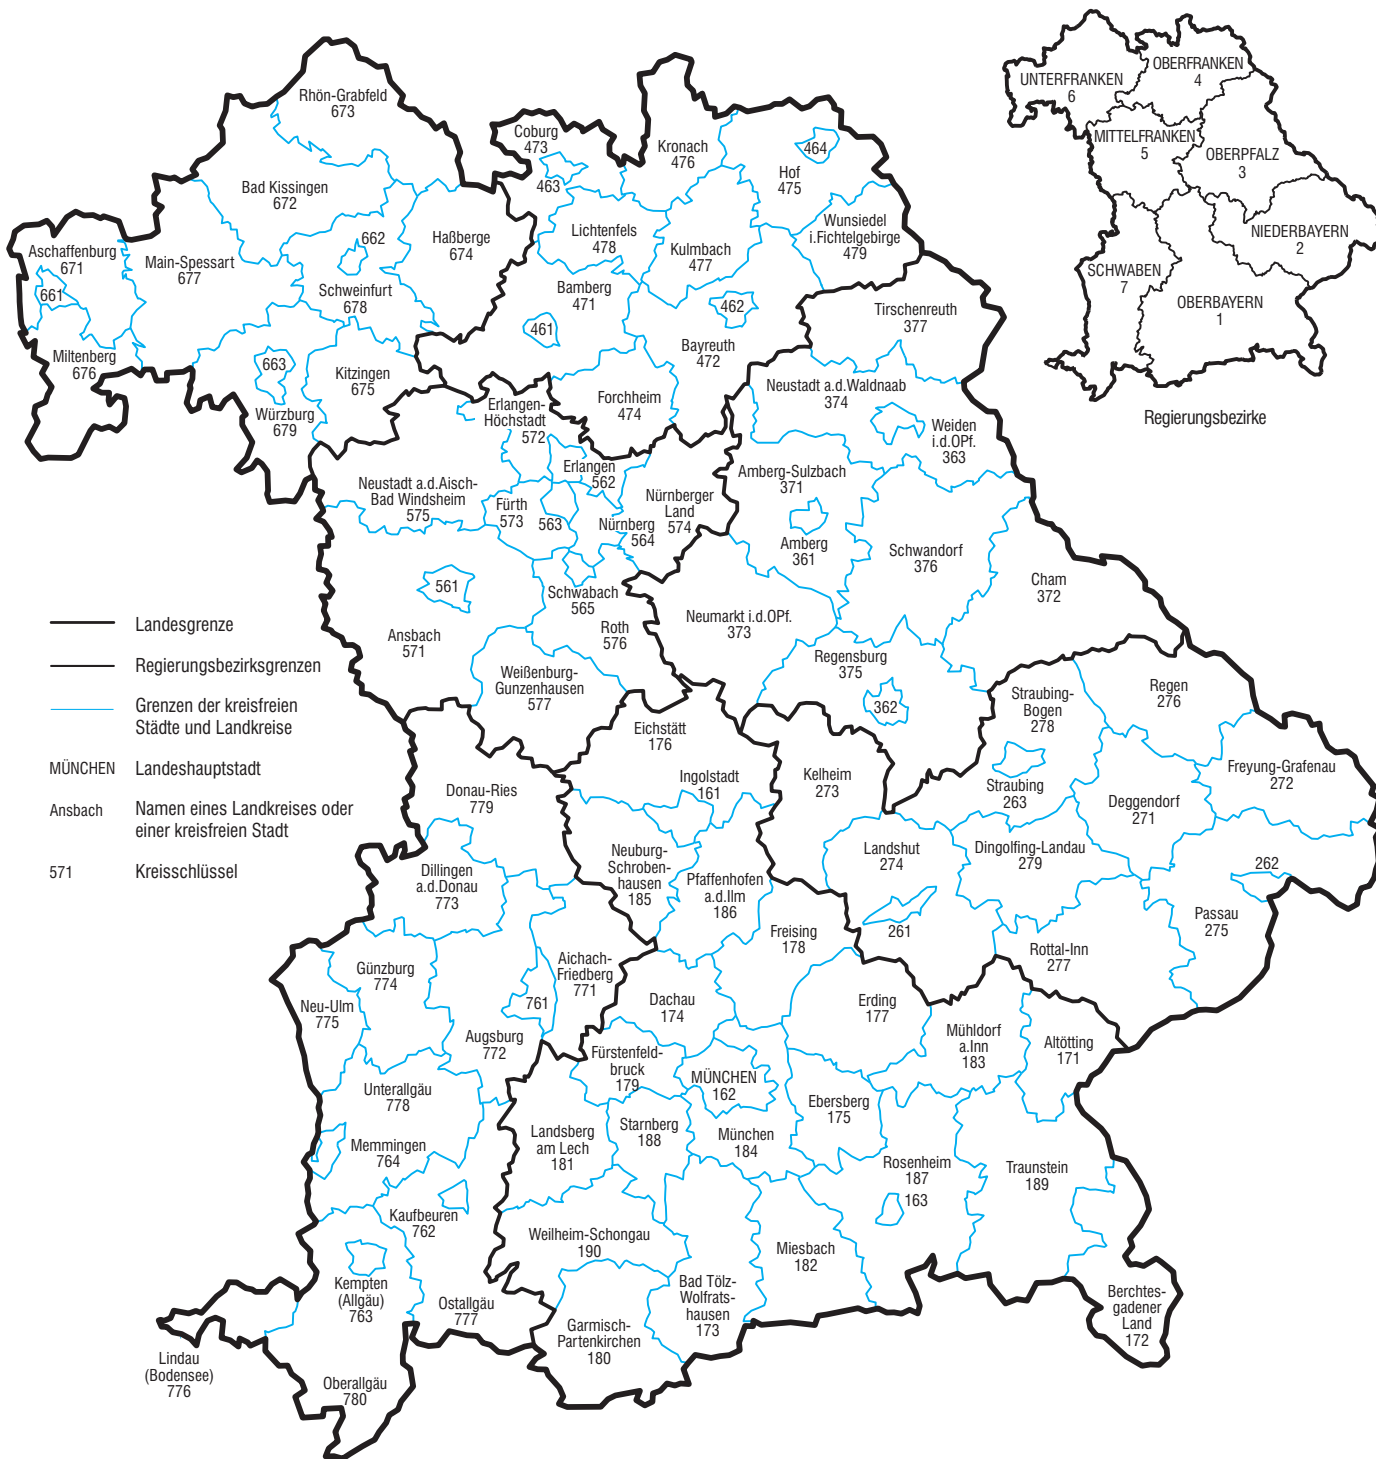 Rhön-Grabfeld
673
Coburg
473
463
Kronach
476
464
Hof
475
Bad Kissingen
672
Haßberge
674
Lichtenfels
478
Kulmbach
477
Wunsiedel
i.Fichtelgebirge
479
Aschaffenburg
671
661
Main-Spessart
677
662
Schweinfurt
678
Bamberg
471
461
462
Bayreuth
472
Tirschenreuth
377
Miltenberg
676
663
Würzburg
679
Kitzingen
675
Forchheim
474
Neustadt a.d.Waldnaab
374
Weiden
i.d.OPf.
363
Erlangen-
Höchstadt
572
Erlangen
562
Neustadt a.d.Aisch-
Bad Windsheim
575
Fürth
573
563
Nürnberg
564
Nürnberger
Land
574
Amberg-Sulzbach
371
Amberg
361
Schwandorf
376
Cham
372
561
Ansbach
571
Schwabach
565
Roth
576
Neumarkt i.d.OPf.
373
Weißenburg-
Gunzenhausen
577
Regensburg
375
362
Straubing-
Bogen
278
Straubing
263
Regen
276
Freyung-Grafenau
272
Deggendorf
271
Eichstätt
176
Ingolstadt
161
Kelheim
273
Donau-Ries
779
Dillingen
a.d.Donau
773
Neuburg-
Schroben-
hausen
185
Pfaffenhofen
a.d.Ilm
186
Landshut
274
261
Dingolfing-Landau
279
262
Passau
275
Rottal-Inn
277
Freising
178
Günzburg
774
Neu-Ulm
775
Aichach-
Friedberg
771
761
Augsburg
772
Dachau
174
Erding
177
Mühldorf
a.Inn
183
Altötting
171
Fürstenfeld-
bruck
179
MÜNCHEN
162
Ebersberg
175
Unterallgäu
778
Memmingen
764
Landsberg
am Lech
181
Starnberg
188
München
184
Rosenheim
187
163
Traunstein
189
Kaufbeuren
762
Weilheim-Schongau
190
Miesbach
182
Kempten
(Allgäu)
763
Ostallgäu
777
Garmisch-
Partenkirchen
180
Bad Tölz-
Wolfrats-
hausen
173
Berchtes-
gadener
Land
172
Lindau
(Bodensee)
776
Oberallgäu
780
Landesgrenze
Regierungsbezirksgrenzen
Grenzen der kreisfreien
Städte und Landkreise
MÜNCHEN Landeshauptstadt
Ansbach Namen eines Landkreises oder
einer kreisfreien Stadt
571 Kreisschlüssel
UNTERFRANKEN
6
OBERFRANKEN
4
MITTELFRANKEN
5
OBERPFALZ
3
NIEDERBAYERN
2
SCHWABEN
7
OBERBAYERN
1
Regierungsbezirke